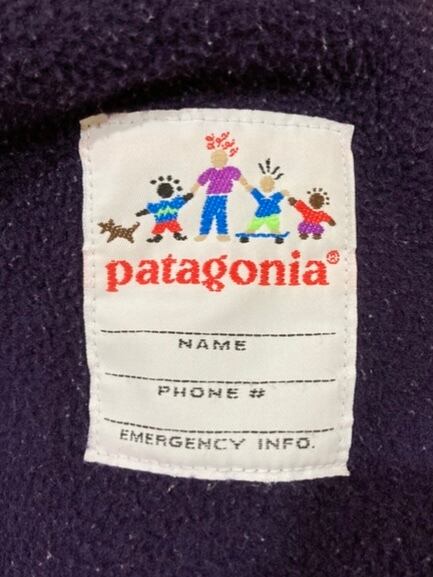 patagonia®
NAME
PHONE #
EMERGENCY INFO.